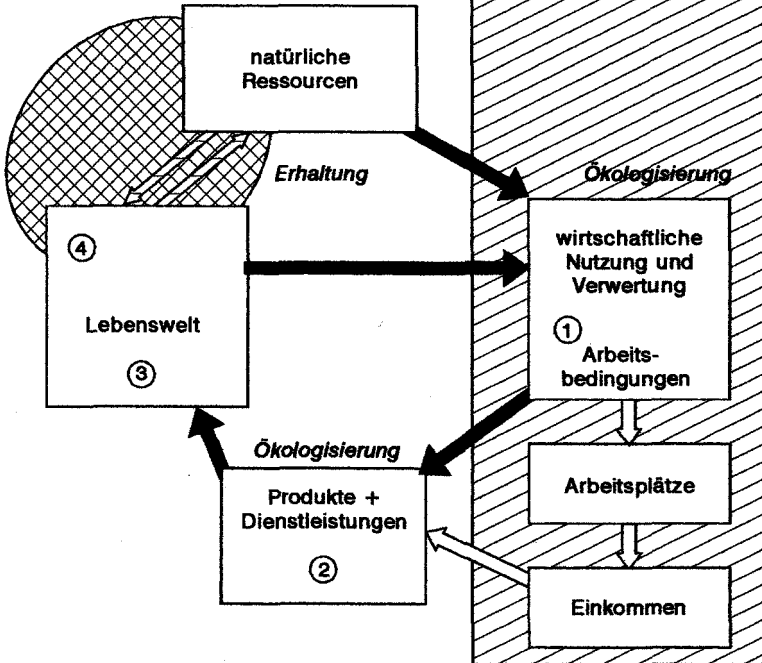 natürliche
Ressourcen
Erhaltung
Ökologisierung
④
wirtschaftliche
Nutzung und
Verwertung
Lebenswelt
①
③
Arbeits-
bedingungen
Ökologisierung
Produkte +
Dienstleistungen
②
Arbeitsplätze
Einkommen